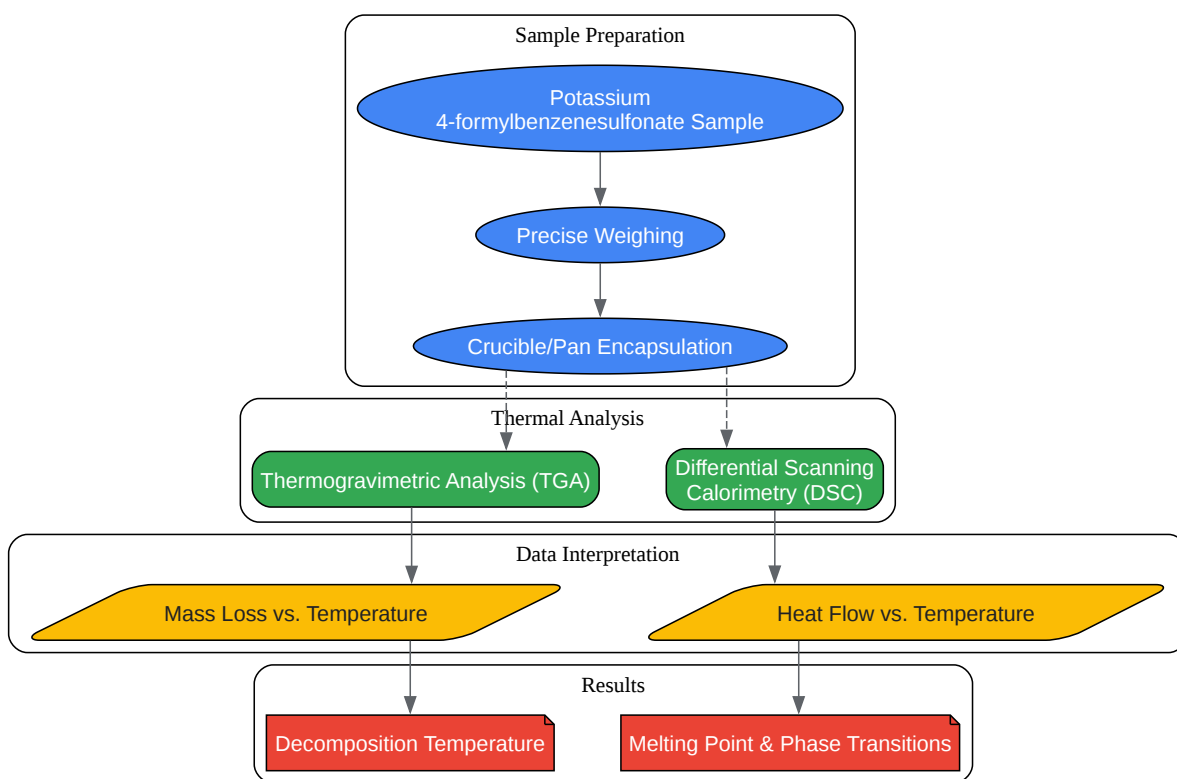 Sample Preparation
Potassium
4-formylbenzenesulfonate Sample
Precise Weighing
Crucible/Pan Encapsulation
Thermal Analysis
Thermogravimetric Analysis (TGA)
Differential Scanning
Calorimetry (DSC)
Data Interpretation
Mass Loss vs. Temperature
Heat Flow vs. Temperature
Results
Decomposition Temperature
Melting Point & Phase Transitions